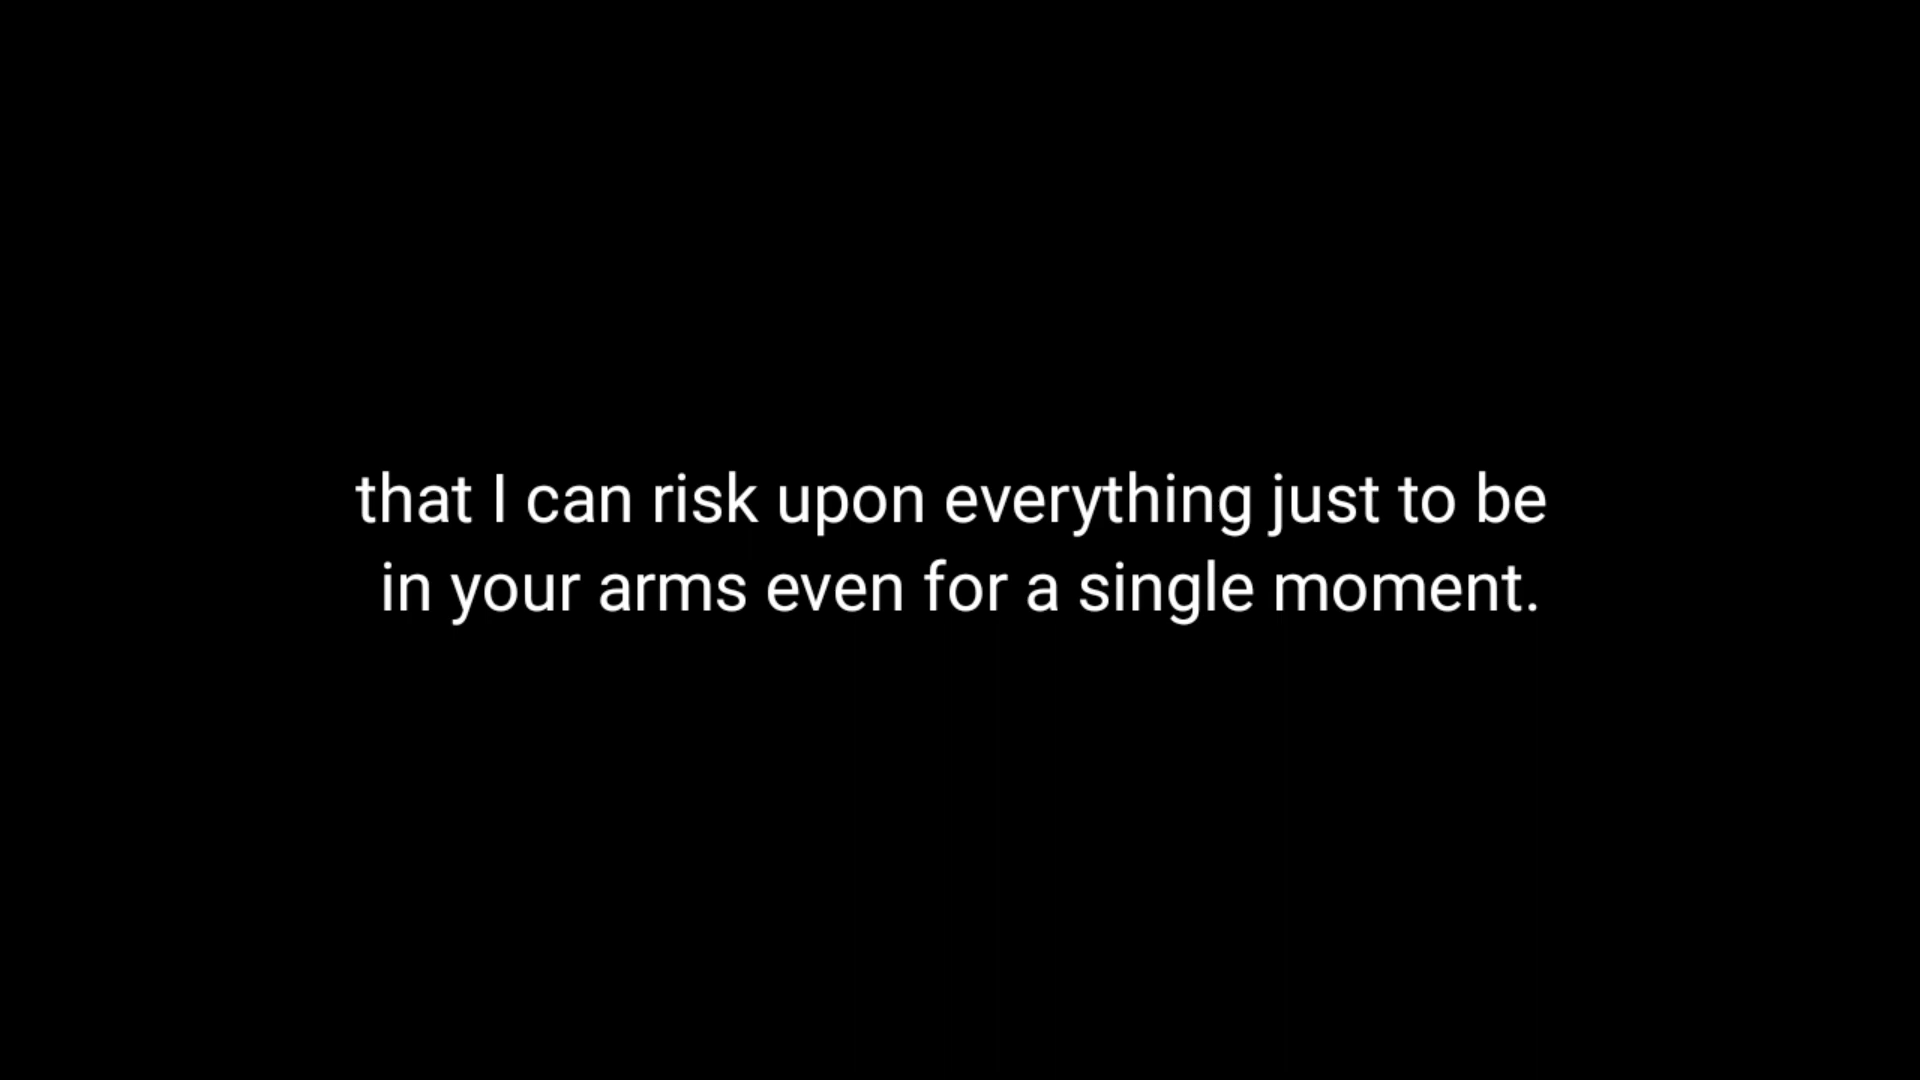 that I can risk upon everything just to be
in your arms even for a single moment.